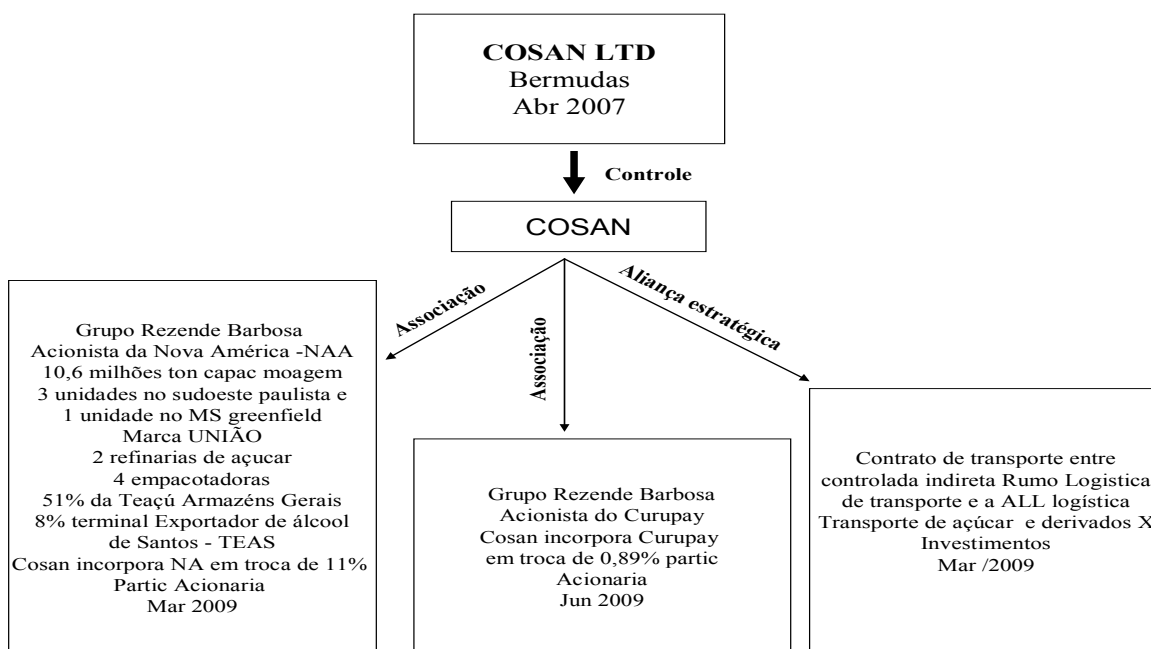 COSAN LTD
Bermudas
Abr 2007
Controle
COSAN
Associação
Associação
Aliança estratégica
Grupo Rezende Barbosa
Acionista da Nova América -NAA
10,6 milhões ton capac moagem
3 unidades no sudoeste paulista e
1 unidade no MS greenfield
Marca UNIÃO
2 refinarias de açucar
4 empacotadoras
51% da Teaçú Armazéns Gerais
8% terminal Exportador de álcool
de Santos - TEAS
Cosan incorpora NA em troca de 11%
Partic Acionaria
Mar 2009
Grupo Rezende Barbosa
Acionista do Curupay
Cosan incorpora Curupay
em troca de 0,89% partic
Acionaria
Jun 2009
Contrato de transporte entre
controlada indireta Rumo Logistica
de transporte e a ALL logística
Transporte de açúcar e derivados X
Investimentos
Mar /2009